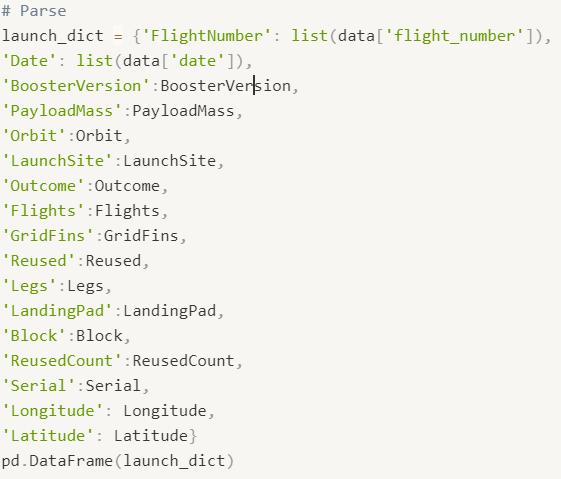 # Parse
launch_dict = {'FlightNumber': list(data['flight_number']),
'Date': list(data['date']),
'BoosterVersion':BoosterVersion,
'PayloadMass':PayloadMass,
'Orbit':Orbit,
'LaunchSite':LaunchSite,
'Outcome':Outcome,
'Flights':Flights,
'GridFins':GridFins,
'Reused':Reused,
'Legs':Legs,
'LandingPad':LandingPad,
'Block':Block,
'ReusedCount':ReusedCount,
'Serial':Serial,
'Longitude': Longitude,
'Latitude': Latitude}
pd.DataFrame(launch_dict)